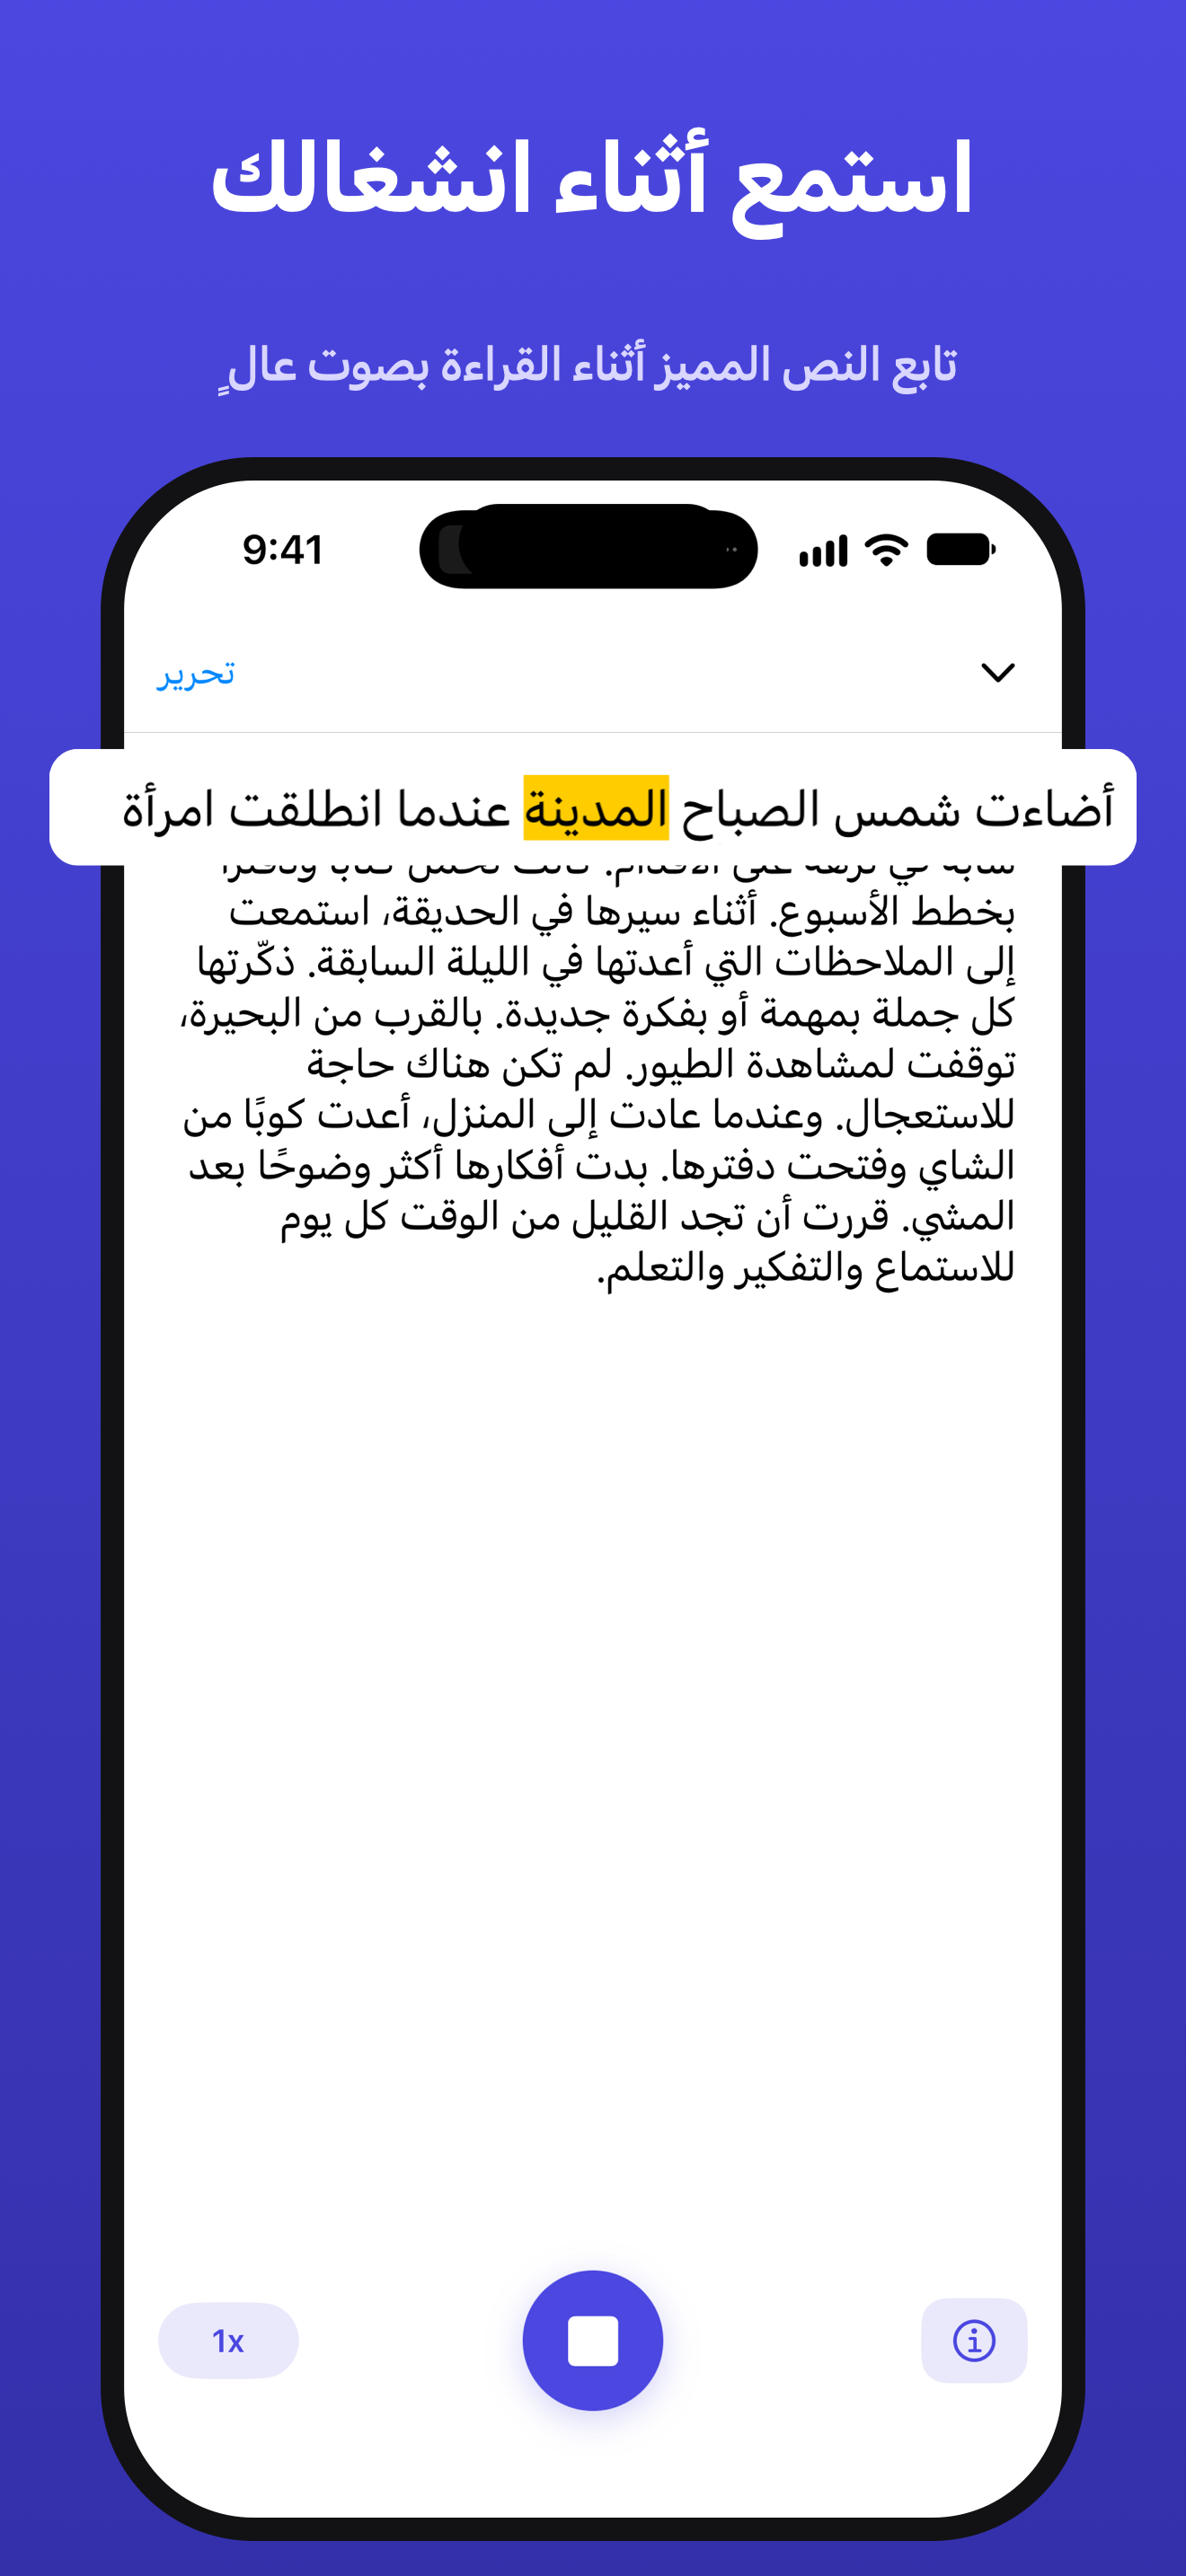 استمع أثناء انشغالك
تابع النص المميز أثناء القراءة بصوت عالٍ
9:41
تحرير
أضاءت شمس الصباح المدينة عندما انطلقت امرأة
بخطط الأسبوع. أثناء سيرها في الحديقة، استمعت
إلى الملاحظات التي أعدتها في الليلة السابقة. ذكّرتها
كل جملة بمهمة أو بفكرة جديدة. بالقرب من البحيرة،
توقفت لمشاهدة الطيور. لم تكن هناك حاجة
للاستعجال. وعندما عادت إلى المنزل، أعدت كوبًا من
الشاي وفتحت دفترها. بدت أفكارها أكثر وضوحًا بعد
المشي. قررت أن تجد القليل من الوقت كل يوم
للاستماع والتفكير والتعلم.
1x